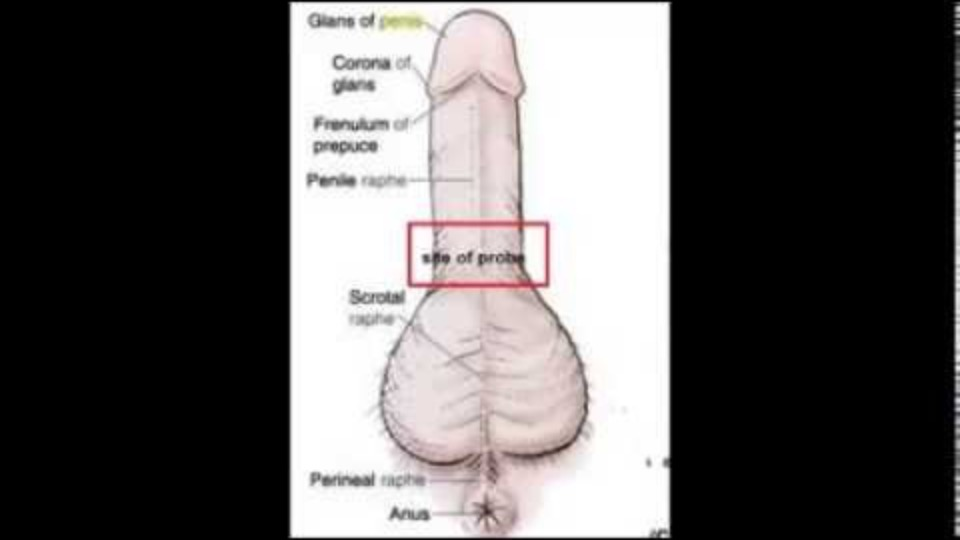 Glans of penis
Corona of
glans
Frenulum of
prepuce
Penile raphe
site of probe
Scrotal
raphe
Perineal raphe
Anus